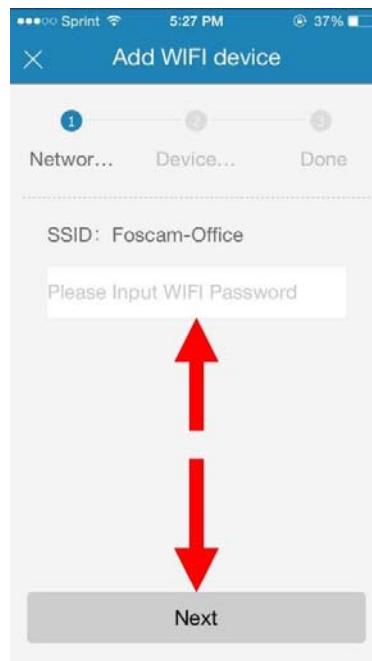 Sprint 5:27 PM 37%
Add WIFI device
1 2 3
Networ... Device... Done
SSID: Foscam-Office
Please Input WIFI Password
Next